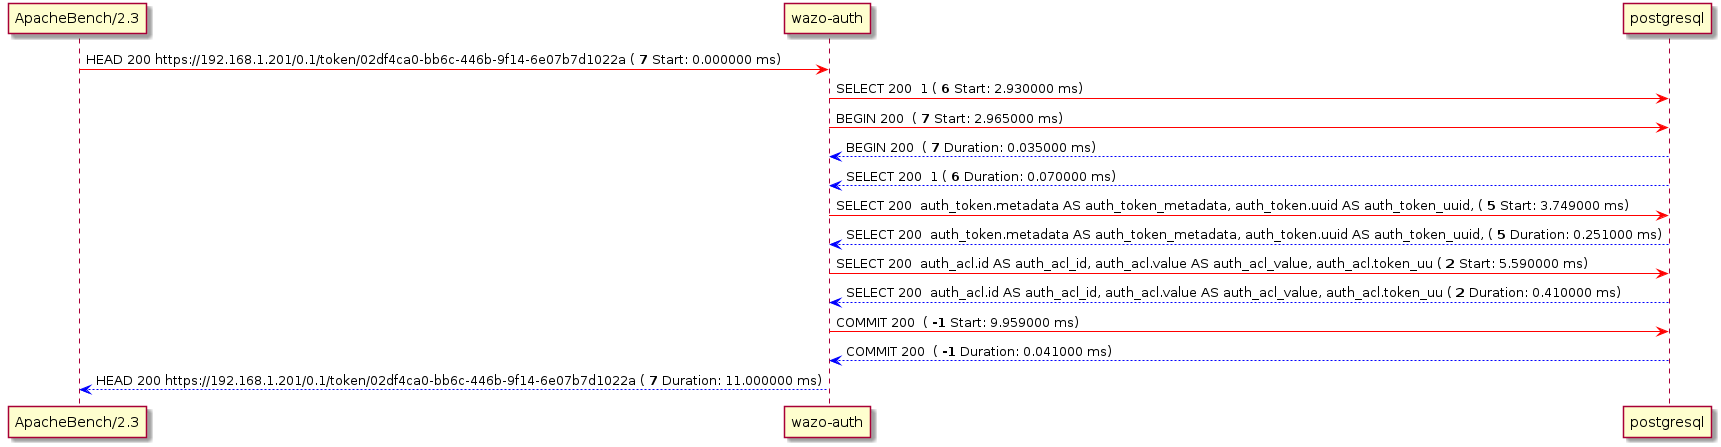 ApacheBench/2.3
wazo-auth
postgresql
HEAD 200 https://192.168.1.201/0.1/token/02df4ca0-bb6c-446b-9f14-6e07b7d1022a ( 7 Start: 0.000000 ms)
SELECT 200  1 ( 6 Start: 2.930000 ms)
BEGIN 200  ( 7 Start: 2.965000 ms)
BEGIN 200  ( 7 Duration: 0.035000 ms)
SELECT 200  1 ( 6 Duration: 0.070000 ms)
SELECT 200  auth_token.metadata AS auth_token_metadata, auth_token.uuid AS auth_token_uuid, ( 5 Start: 3.749000 ms)
SELECT 200  auth_token.metadata AS auth_token_metadata, auth_token.uuid AS auth_token_uuid, ( 5 Duration: 0.251000 ms)
SELECT 200  auth_acl.id AS auth_acl_id, auth_acl.value AS auth_acl_value, auth_acl.token_uu ( 2 Start: 5.590000 ms)
SELECT 200  auth_acl.id AS auth_acl_id, auth_acl.value AS auth_acl_value, auth_acl.token_uu ( 2 Duration: 0.410000 ms)
COMMIT 200  ( -1 Start: 9.959000 ms)
COMMIT 200  ( -1 Duration: 0.041000 ms)
HEAD 200 https://192.168.1.201/0.1/token/02df4ca0-bb6c-446b-9f14-6e07b7d1022a ( 7 Duration: 11.000000 ms)
ApacheBench/2.3
wazo-auth
postgresql